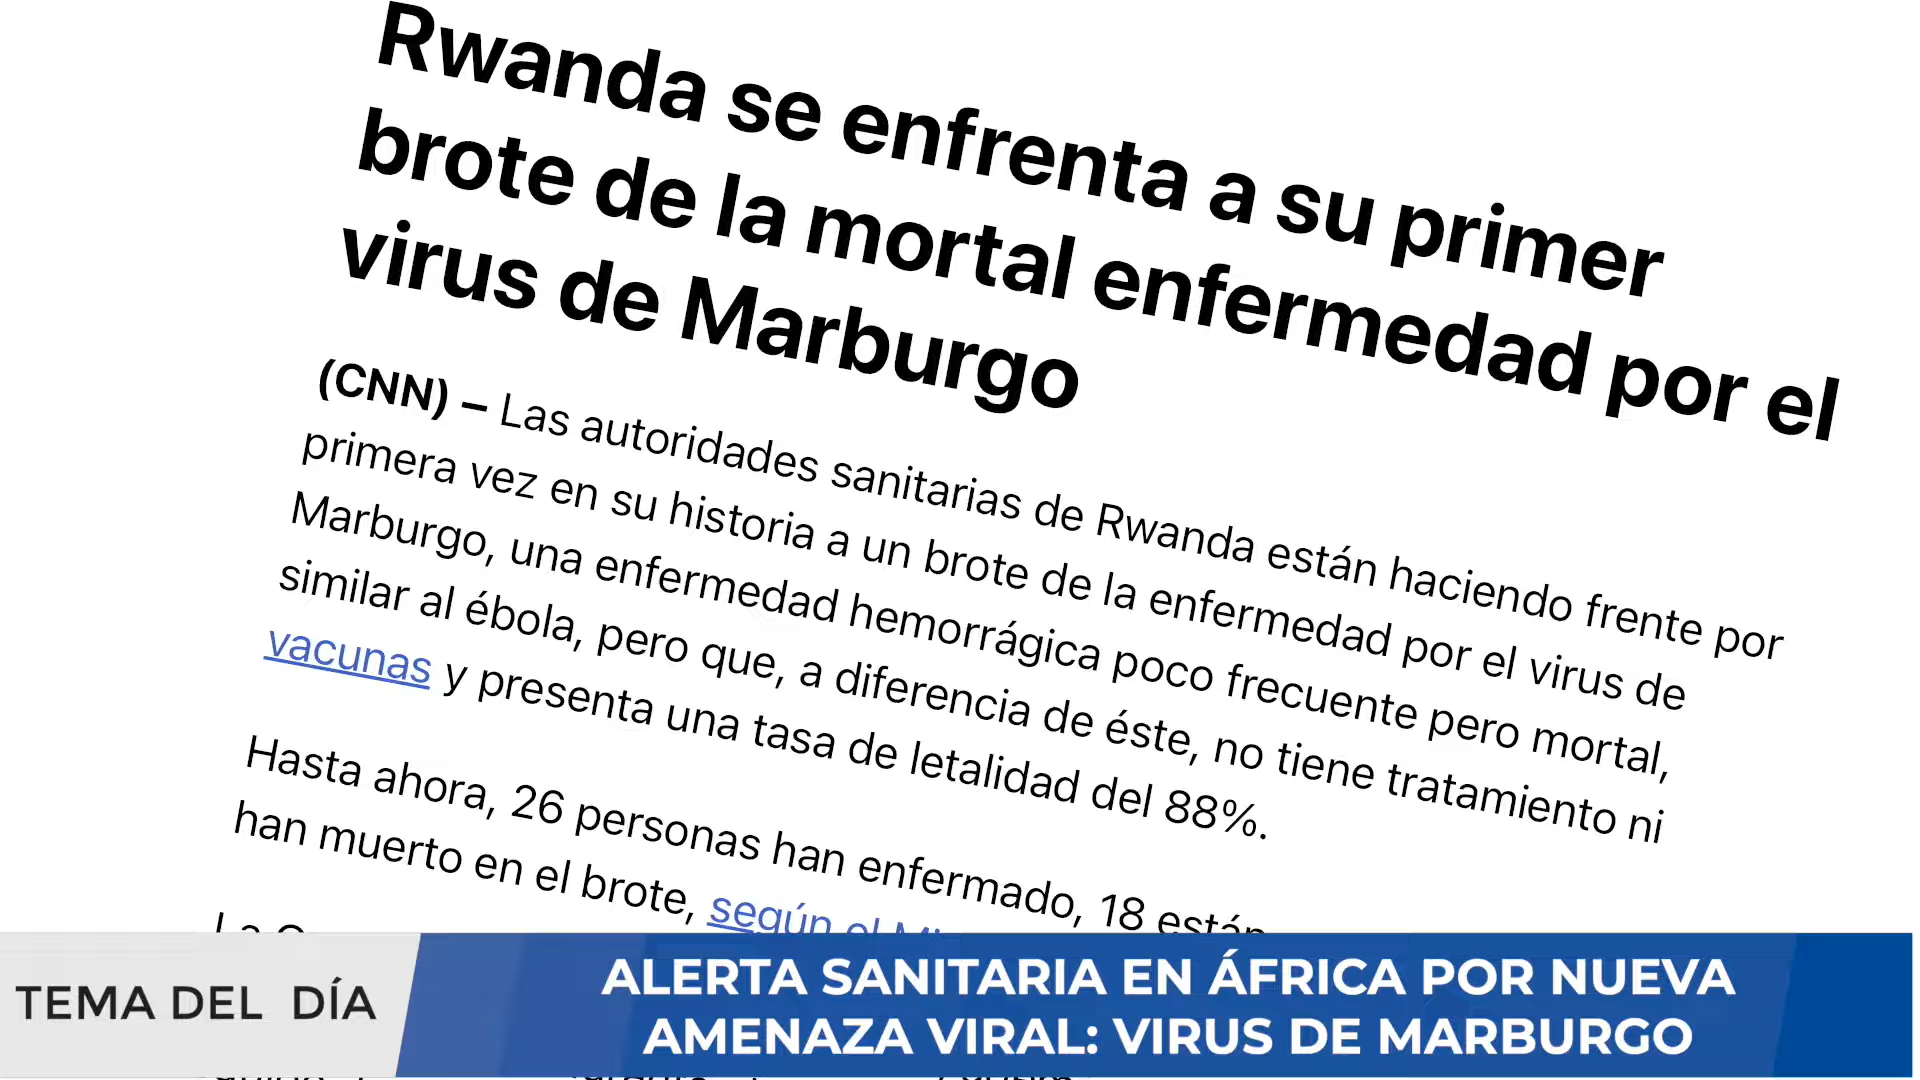 Rwanda se enfrenta a su primer
brote de la mortal enfermedad por el
virus de Marburgo
(CNN) – Las autoridades sanitarias de Rwanda están haciendo frente por
primera vez en su historia a un brote de la enfermedad por el virus de
Marburgo, una enfermedad hemorrágica poco frecuente pero mortal,
similar al ébola, pero que, a diferencia de éste, no tiene tratamiento ni
vacunas y presenta una tasa de letalidad del 88%.
Hasta ahora, 26 personas han enfermado, 18 están
han muerto en el brote, según el
TEMA DEL DÍA
ALERTA SANITARIA EN ÁFRICA POR NUEVA
AMENAZA VIRAL: VIRUS DE MARBURGO